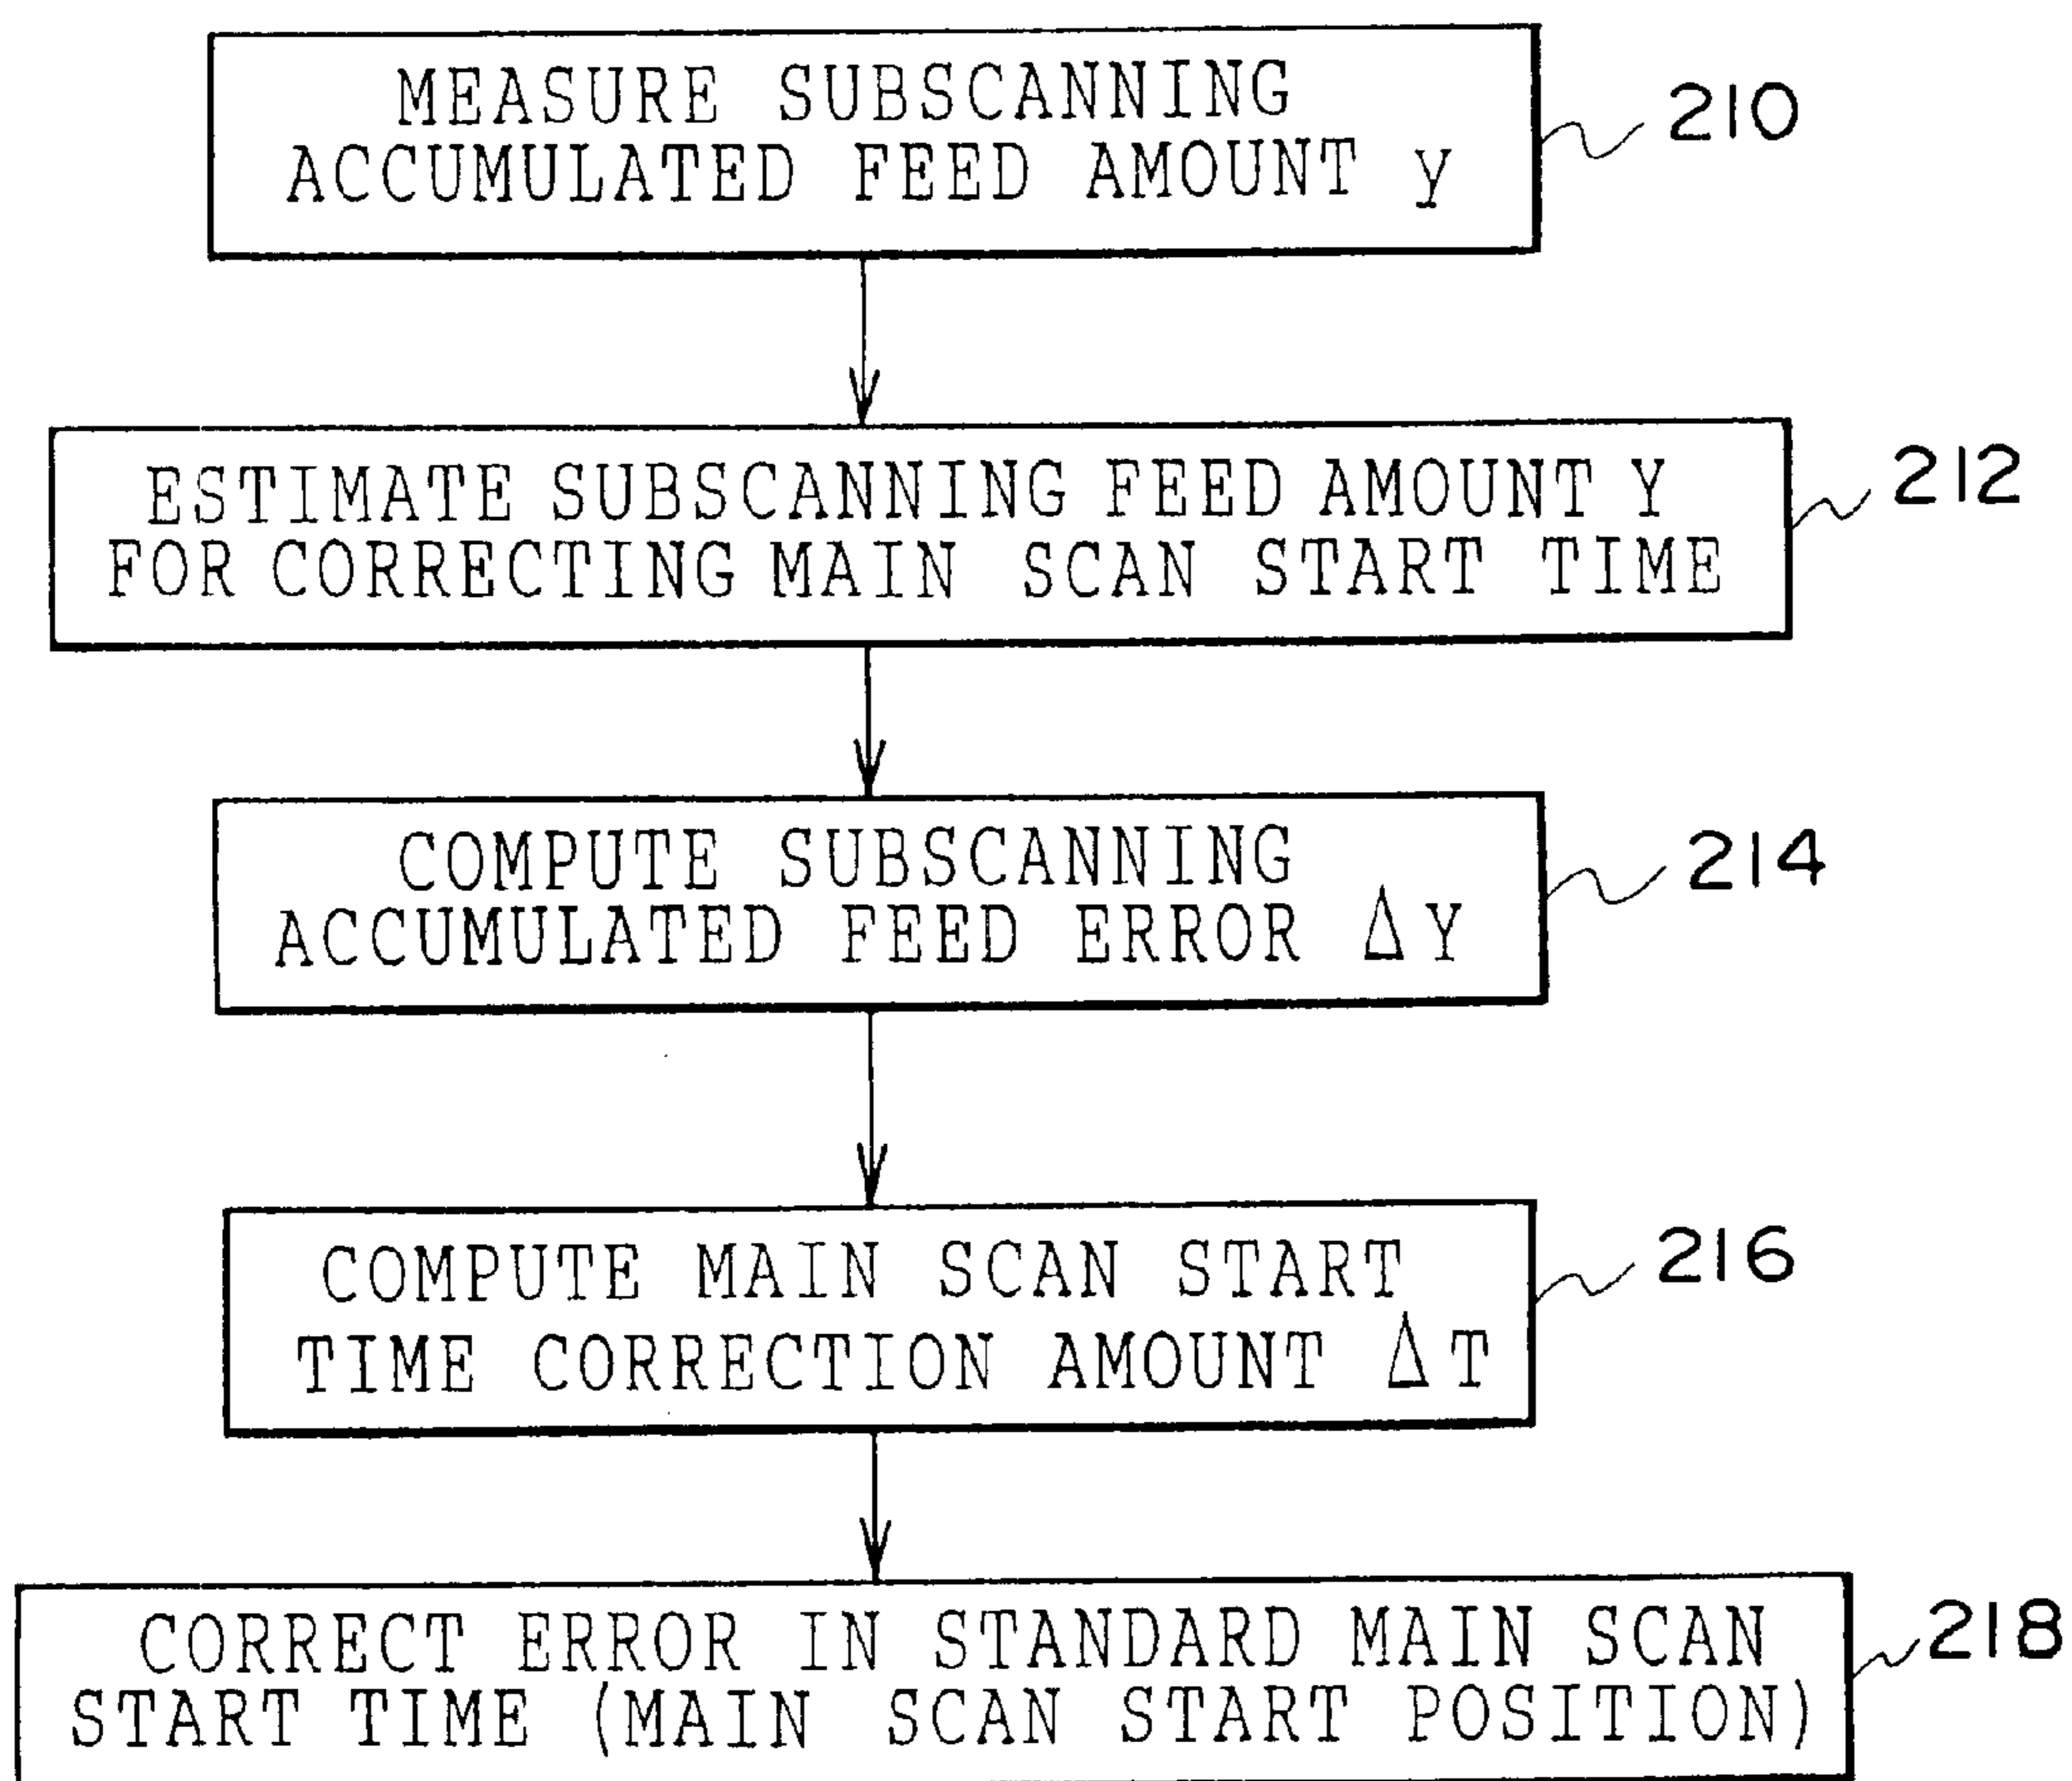 MEASURE SUBSCANNING
ACCUMULATED FEED AMOUNT y
210
ESTIMATE SUBSCANNING FEED AMOUNT Y
FOR CORRECTING MAIN SCAN START TIME
212
COMPUTE SUBSCANNING
ACCUMULATED FEED ERROR ΔY
214
COMPUTE MAIN SCAN START
TIME CORRECTION AMOUNT ΔT
216
CORRECT ERROR IN STANDARD MAIN SCAN
START TIME (MAIN SCAN START POSITION)
218